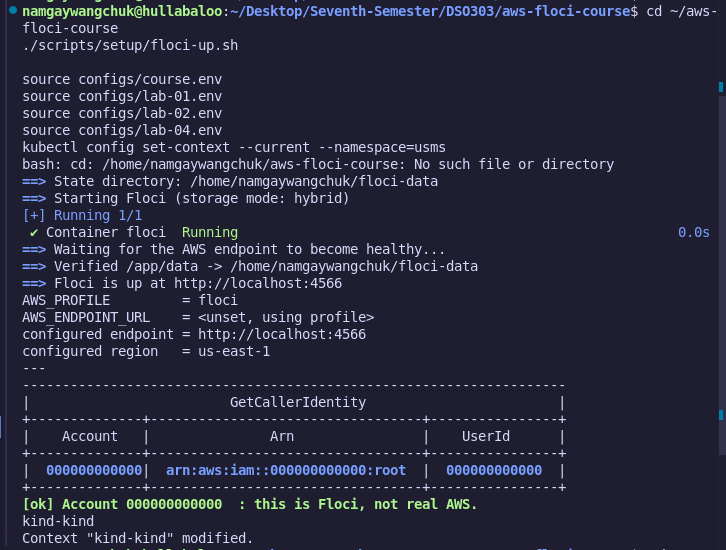 namgaywangchuk@hullabaloo:~/Desktop/Seventh-Semester/DSO303/aws-floci-course$ cd ~/aws-
floci-course
./scripts/setup/floci-up.sh
source configs/course.env
source configs/lab-01.env
source configs/lab-02.env
source configs/lab-04.env
kubectl config set-context --current --namespace=usms
bash: cd: /home/namgaywangchuk/aws-floci-course: No such file or directory
==> State directory: /home/namgaywangchuk/floci-data
==> Starting Floci (storage mode: hybrid)
[+] Running 1/1
✔ Container floci  Running 0.0s
==> Waiting for the AWS endpoint to become healthy...
==> Verified /app/data -> /home/namgaywangchuk/floci-data
==> Floci is up at http://localhost:4566
AWS_PROFILE         = floci
AWS_ENDPOINT_URL    = <unset, using profile>
configured endpoint = http://localhost:4566
configured region   = us-east-1
---
--------------------------------------------------------------------
|                         GetCallerIdentity                        |
+--------------+----------------------------------+----------------+
|    Account   |               Arn                |    UserId      |
+--------------+----------------------------------+----------------+
|  000000000000|  arn:aws:iam::000000000000:root  |  000000000000  |
+--------------+----------------------------------+----------------+
[ok] Account 000000000000  : this is Floci, not real AWS.
kind-kind
Context "kind-kind" modified.